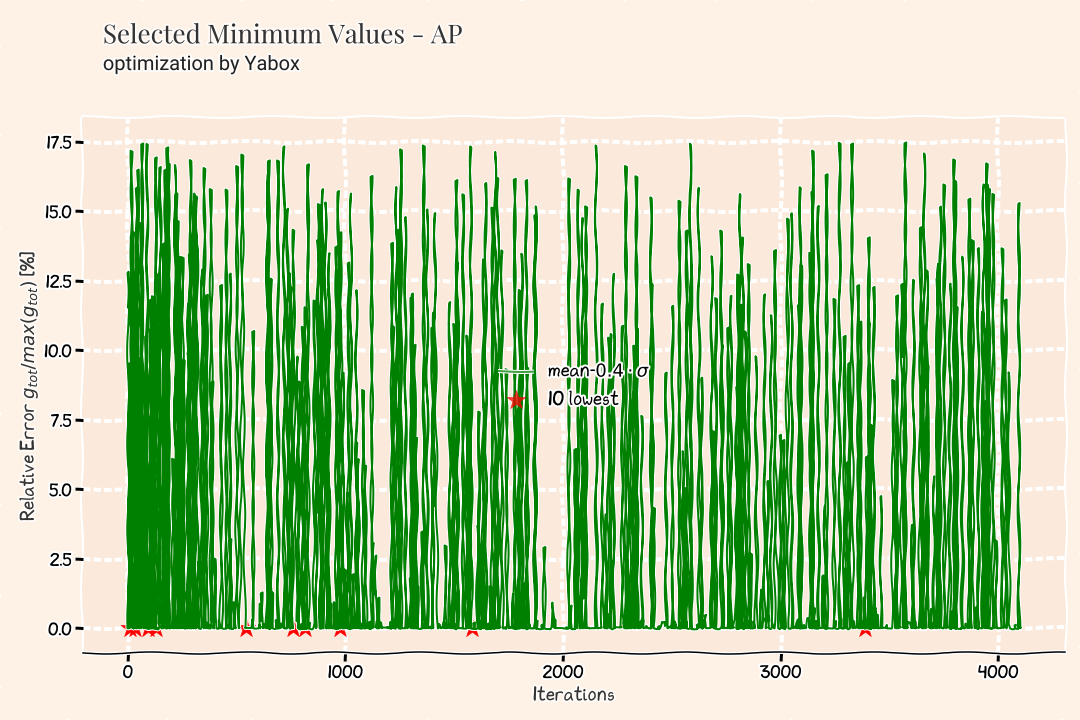 Selected Minimum Values - AP
optimization by Yabox
Relative Error g_tot/max(g_tot) [%]
17.5
15.0
12.5
10.0
7.5
5.0
2.5
0.0
mean-0.4·σ
10 lowest
0 1000 2000 3000 4000
Iterations